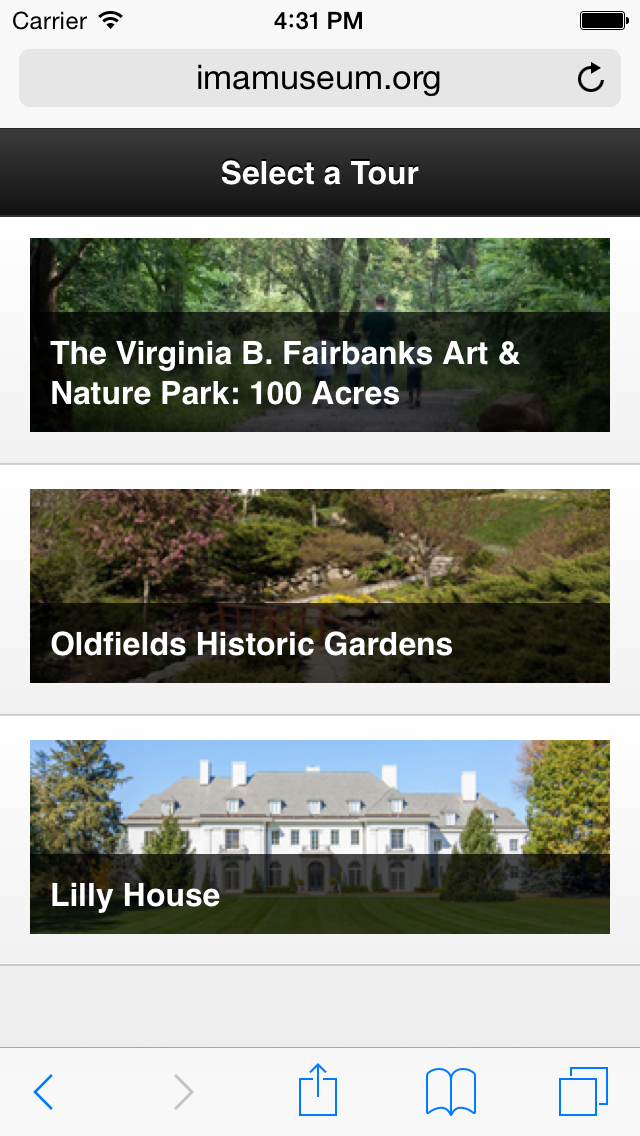 Carrier 4:31 PM
imamuseum.org
Select a Tour
The Virginia B. Fairbanks Art &
Nature Park: 100 Acres
Oldfields Historic Gardens
Lilly House